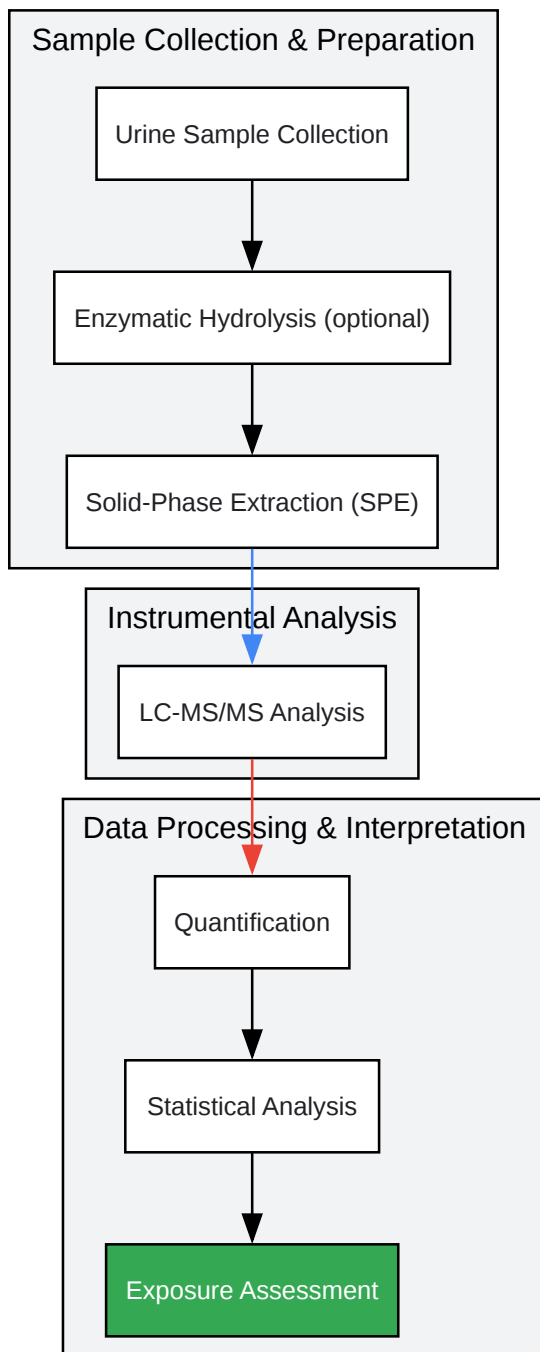 Sample Collection & Preparation
Urine Sample Collection
Enzymatic Hydrolysis (optional)
Solid-Phase Extraction (SPE)
Instrumental Analysis
LC-MS/MS Analysis
Data Processing & Interpretation
Quantification
Statistical Analysis
Exposure Assessment